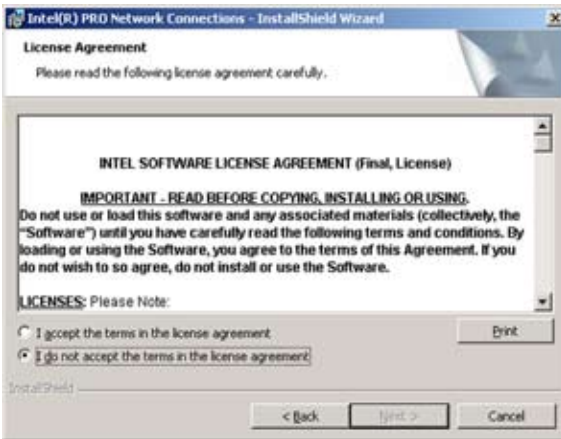 Intel(R) PRO Network Connections - InstallShield Wizard
License Agreement
Please read the following license agreement carefully.
INTEL SOFTWARE LICENSE AGREEMENT (Final, License)
IMPORTANT - READ BEFORE COPYING, INSTALLING OR USING.
Do not use or load this software and any associated materials (collectively, the
“Software”) until you have carefully read the following terms and conditions. By
loading or using the Software, you agree to the terms of this Agreement. If you
do not wish to so agree, do not install or use the Software.
LICENSES: Please Note:
I accept the terms in the license agreement
Print
I do not accept the terms in the license agreement
InstallShield
< Back
Next >
Cancel